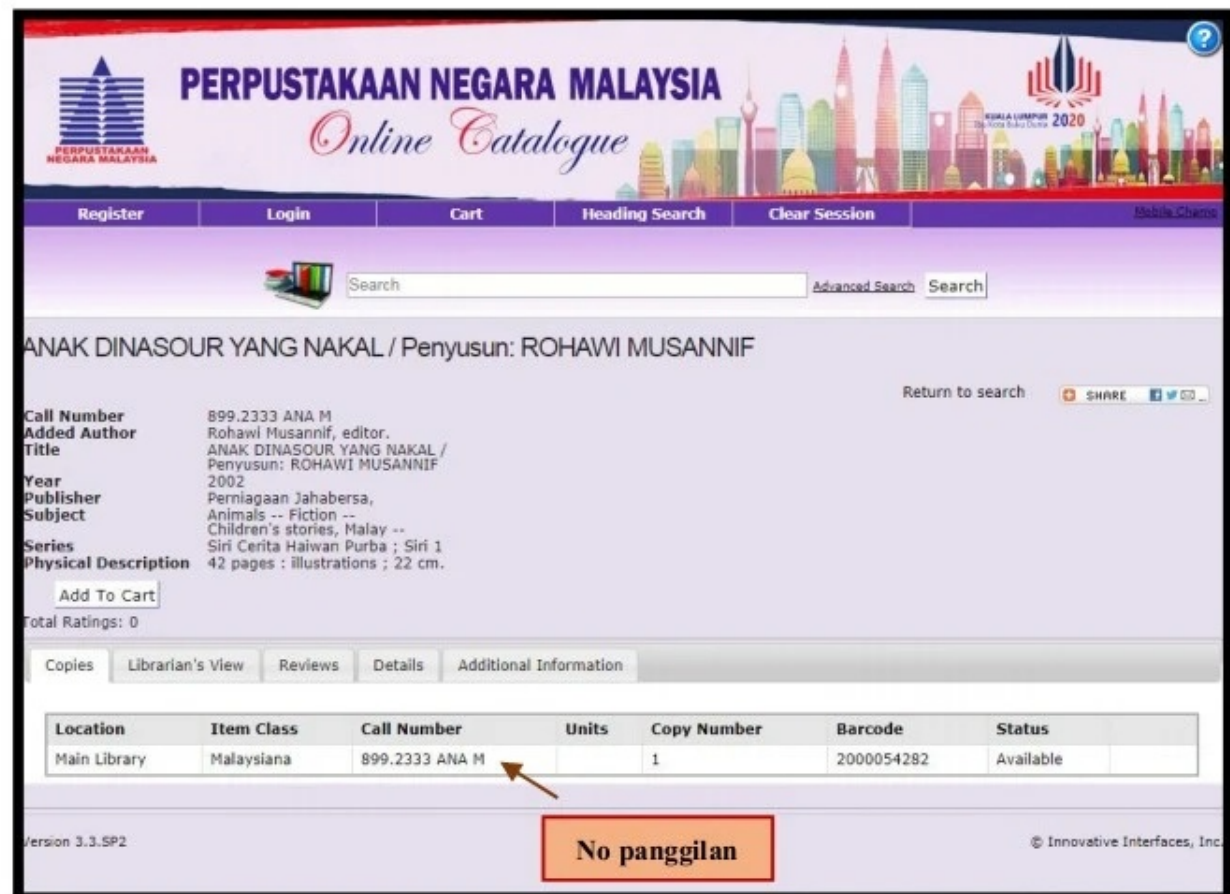 PERPUSTAKAAN NEGARA MALAYSIA
Online Catalogue
PERPUSTAKAAN
NEGARA MALAYSIA
KUALA LUMPUR
2020
?
Register Login Cart Heading Search Clear Session
Search Advanced Search Search
ANAK DINASOUR YANG NAKAL / Penyusun: ROHAWI MUSANNIF
Return to search SHARE
Call Number 899.2333 ANA M
Added Author Rohawi Musannif, editor.
Title ANAK DINASOUR YANG NAKAL /
Penyusun: ROHAWI MUSANNIF
Year 2002
Publisher Perniagaan Jahabersa,
Subject Animals -- Fiction --
Children's stories, Malay --
Series Siri Cerita Haiwan Purba ; Siri 1
Physical Description 42 pages : illustrations ; 22 cm.
Add To Cart
Total Ratings: 0
Copies Librarian's View Reviews Details Additional Information
Location Item Class Call Number Units Copy Number Barcode Status
Main Library Malaysiana 899.2333 ANA M 1 2000054282 Available
No panggilan
Version 3.3.SP2 © Innovative Interfaces, Inc.